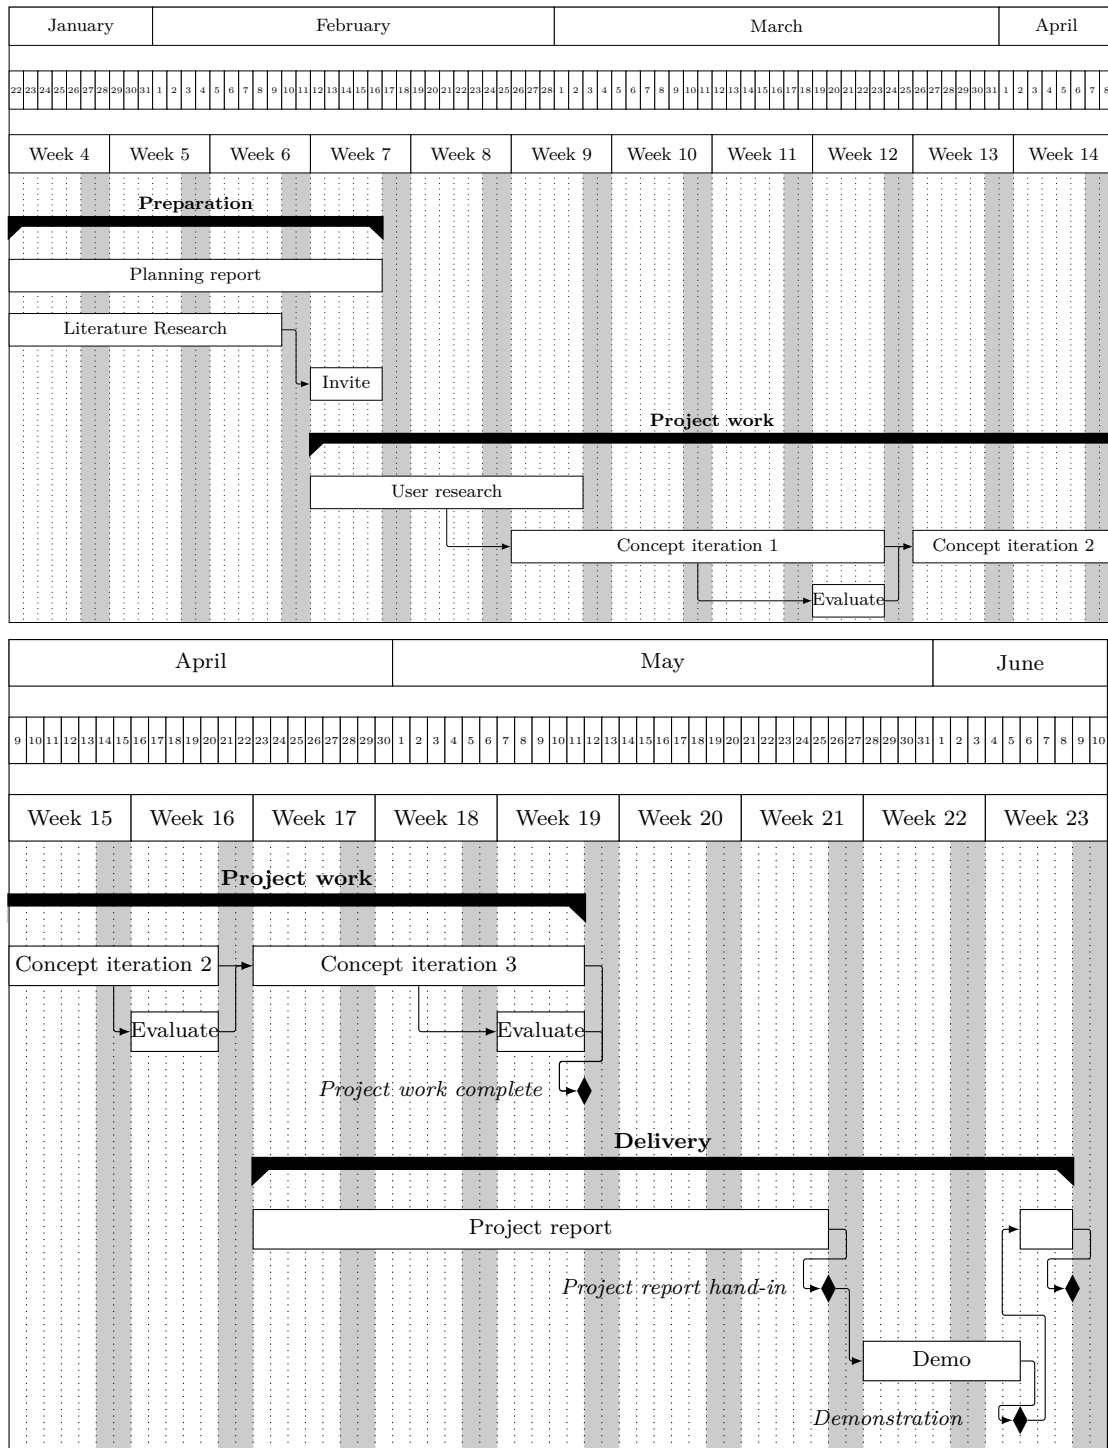 January February March April
22 23 24 25 26 27 28 29 30 31 1 2 3 4 5 6 7 8 9 10 11 12 13 14 15 16 17 18 19 20 21 22 23 24 25 26 27 28 1 2 3 4 5 6 7 8 9 10 11 12 13 14 15 16 17 18 19 20 21 22 23 24 25 26 27 28 29 30 31 1 2 3 4 5 6 7 8
Week 4 Week 5 Week 6 Week 7 Week 8 Week 9 Week 10 Week 11 Week 12 Week 13 Week 14
Preparation
Planning report
Literature Research
Invite
Project work
User research
Concept iteration 1 Concept iteration 2
Evaluate
April May June
9 10 11 12 13 14 15 16 17 18 19 20 21 22 23 24 25 26 27 28 29 30 1 2 3 4 5 6 7 8 9 10 11 12 13 14 15 16 17 18 19 20 21 22 23 24 25 26 27 28 29 30 31 1 2 3 4 5 6 7 8 9 10
Week 15 Week 16 Week 17 Week 18 Week 19 Week 20 Week 21 Week 22 Week 23
Project work
Concept iteration 2 Concept iteration 3
Evaluate Evaluate
Project work complete
Delivery
Project report
Project report hand-in
Demo
Demonstration